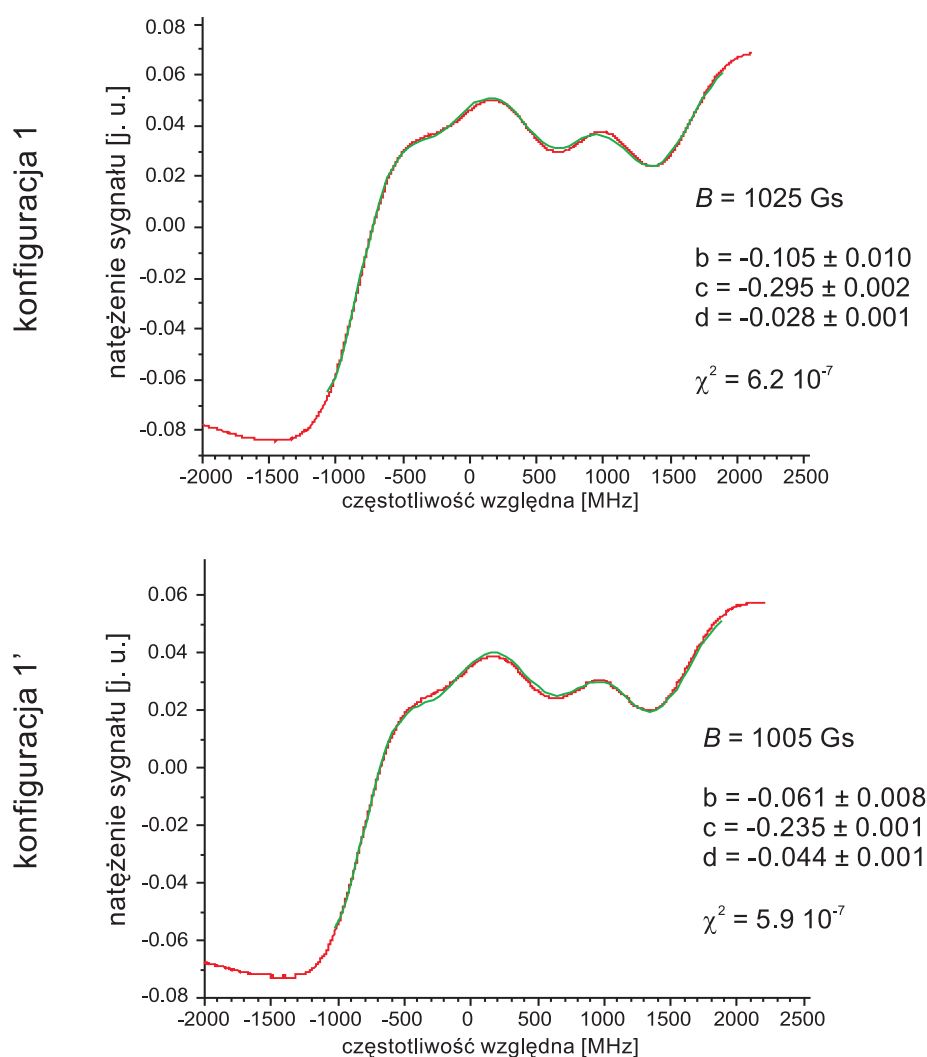 konfiguracja 1
natężenie sygnału [j. u.]
0.08
0.06
0.04
0.02
0.00
-0.02
-0.04
-0.06
-0.08
-2000 -1500 -1000 -500 0 500 1000 1500 2000 2500
częstotliwość względna [MHz]
B = 1025 Gs
b = -0.105 ± 0.010
c = -0.295 ± 0.002
d = -0.028 ± 0.001
χ² = 6.2 10⁻⁷
konfiguracja 1’
natężenie sygnału [j. u.]
0.06
0.04
0.02
0.00
-0.02
-0.04
-0.06
-0.08
-2000 -1500 -1000 -500 0 500 1000 1500 2000 2500
częstotliwość względna [MHz]
B = 1005 Gs
b = -0.061 ± 0.008
c = -0.235 ± 0.001
d = -0.044 ± 0.001
χ² = 5.9 10⁻⁷